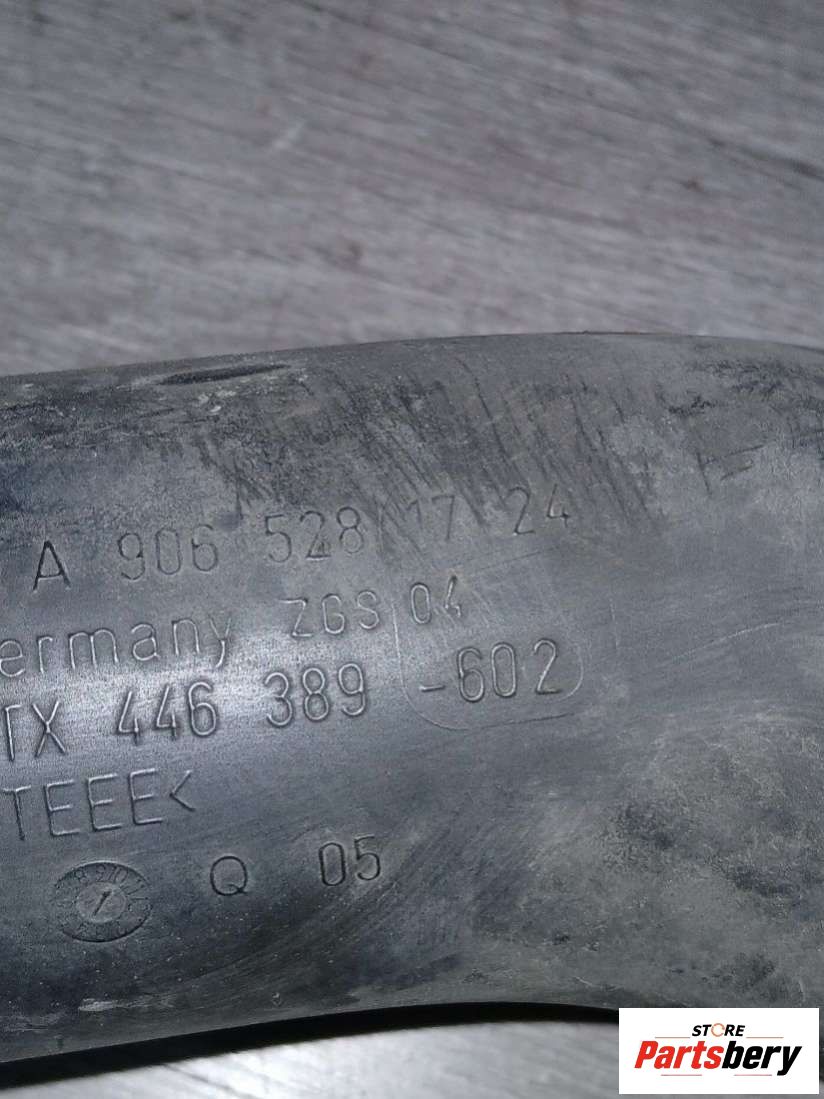 A 906 528 17 24
ermany ZGS 04
TX 446 389 -602
TEEE<
Q 05
STORE
Partsbery